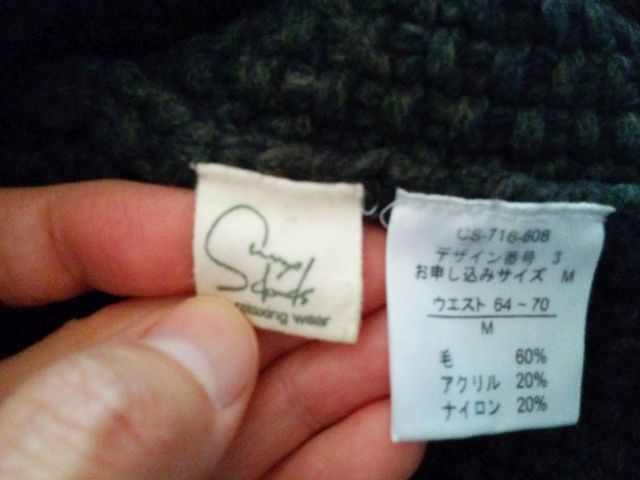 relaxing wear
CS-716-608
デザイン番号 3
お申し込みサイズ M
ウエスト 64~70
M
毛 60%
アクリル 20%
ナイロン 20%